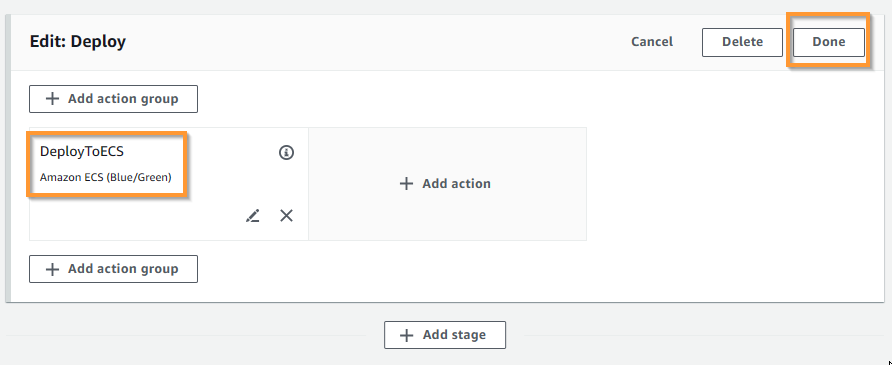 Edit: Deploy
Cancel
Delete
Done
Add action group
DeployToECS
Amazon ECS (Blue/Green)
Add action
Add action group
Add stage